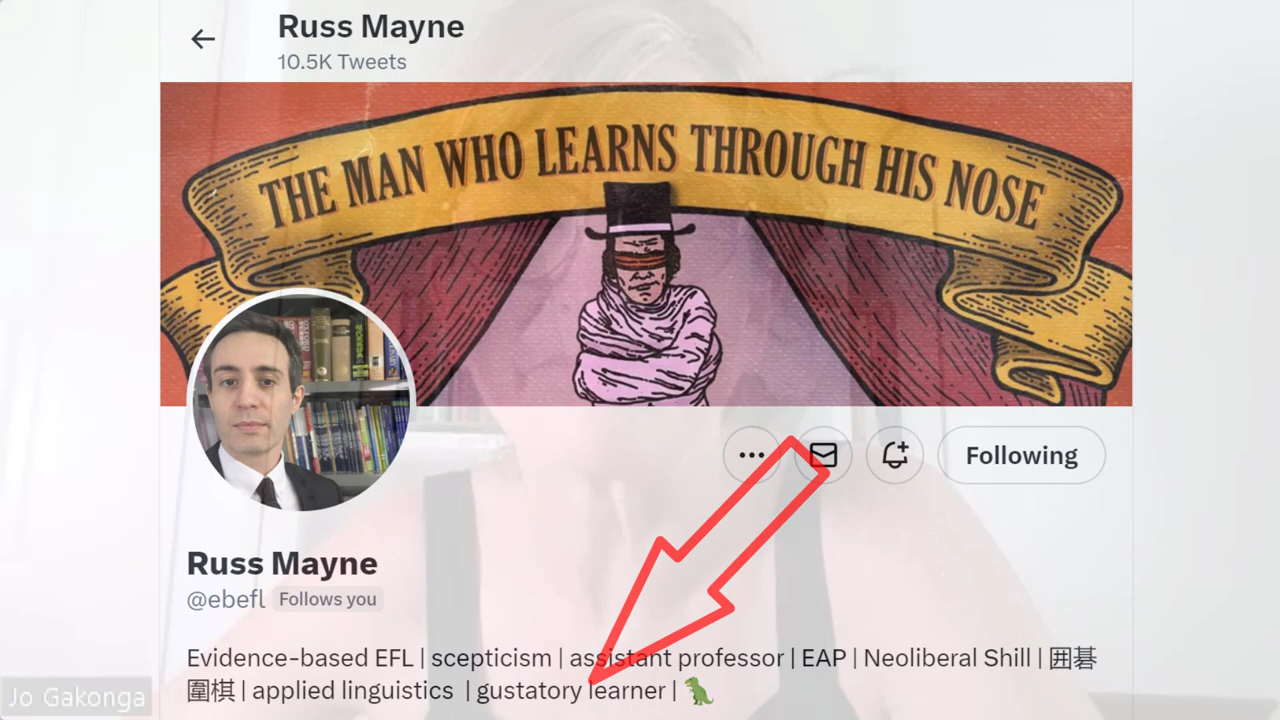 Russ Mayne
10.5K Tweets
THE MAN WHO LEARNS THROUGH HIS NOSE
Following
Russ Mayne
@ebefl Follows you
Evidence-based EFL | scepticism | assistant professor | EAP | Neoliberal Shill | 囲碁
圍棋 | applied linguistics | gustatory learner | 🦖
Jo Gakonga